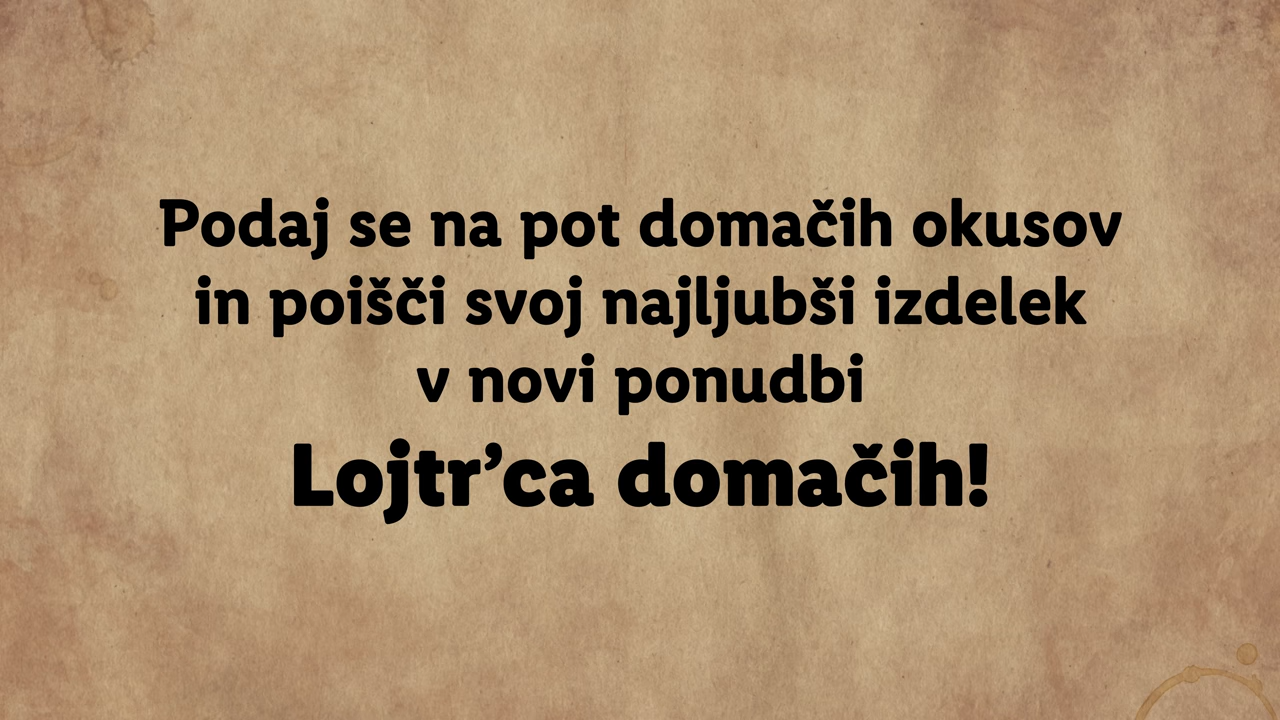 Podaj se na pot domačih okusov
in poišči svoj najljubši izdelek
v novi ponudbi
Lojtr’ca domačih!